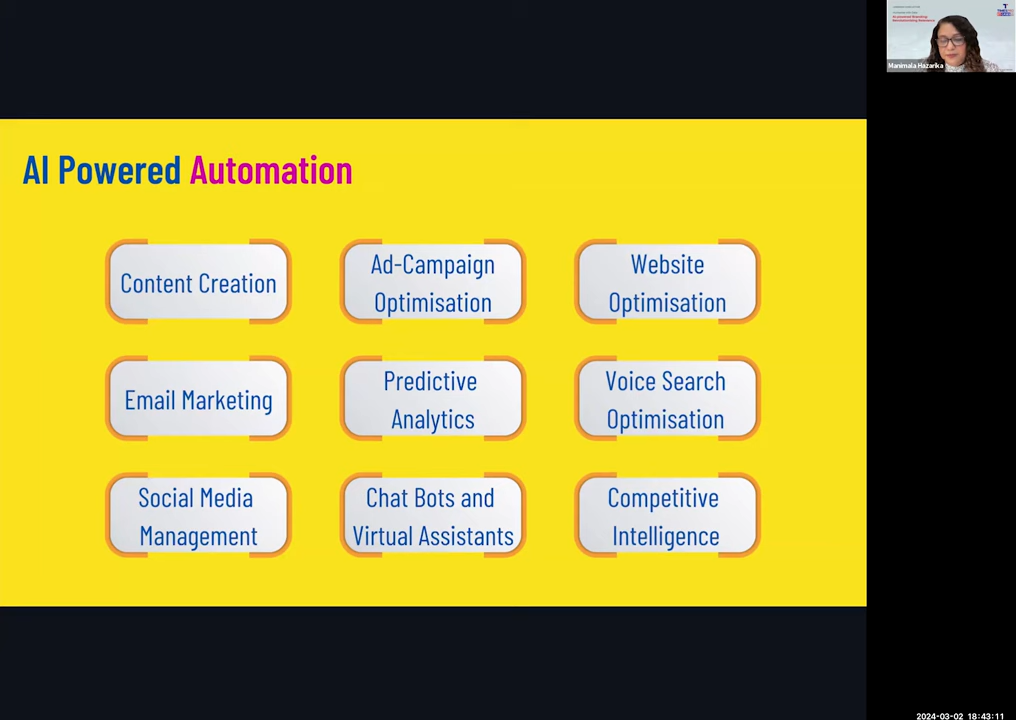 AI Powered Automation
Content Creation
Ad-Campaign
Optimisation
Website
Optimisation
Email Marketing
Predictive
Analytics
Voice Search
Optimisation
Social Media
Management
Chat Bots and
Virtual Assistants
Competitive
Intelligence
Manimala Hazarika
2024-03-02 18:43:11